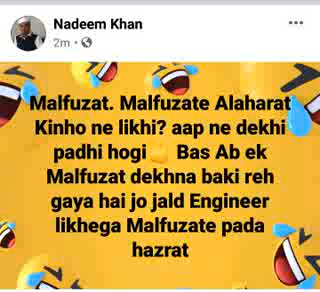 Nadeem Khan
2m
Malfuzat. Malfuzate Alaharat
Kinho ne likhi? aap ne dekhi
padhi hogi 👍 Bas Ab ek
Malfuzat dekhna baki reh
gaya hai jo jald Engineer
likhega Malfuzate pada
hazrat